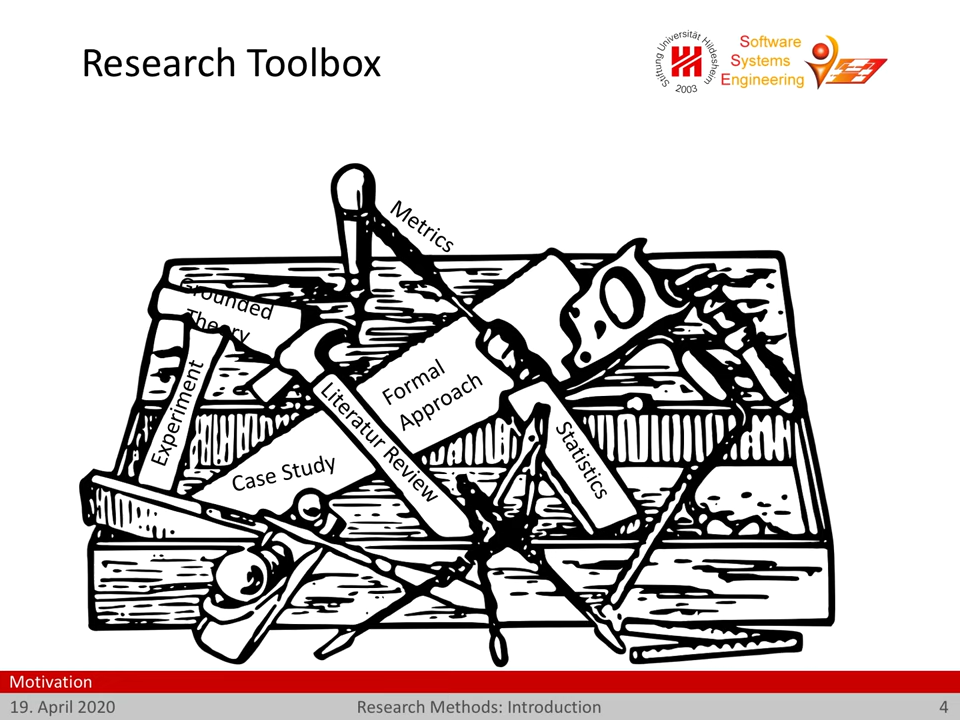 Research Toolbox
Stiftung Universität Hildesheim
2003
Software
Systems
Engineering
Metrics
Grounded
Theory
Experiment
Formal
Approach
Literatur Review
Case Study
Statistics
Motivation
19. April 2020
Research Methods: Introduction
4